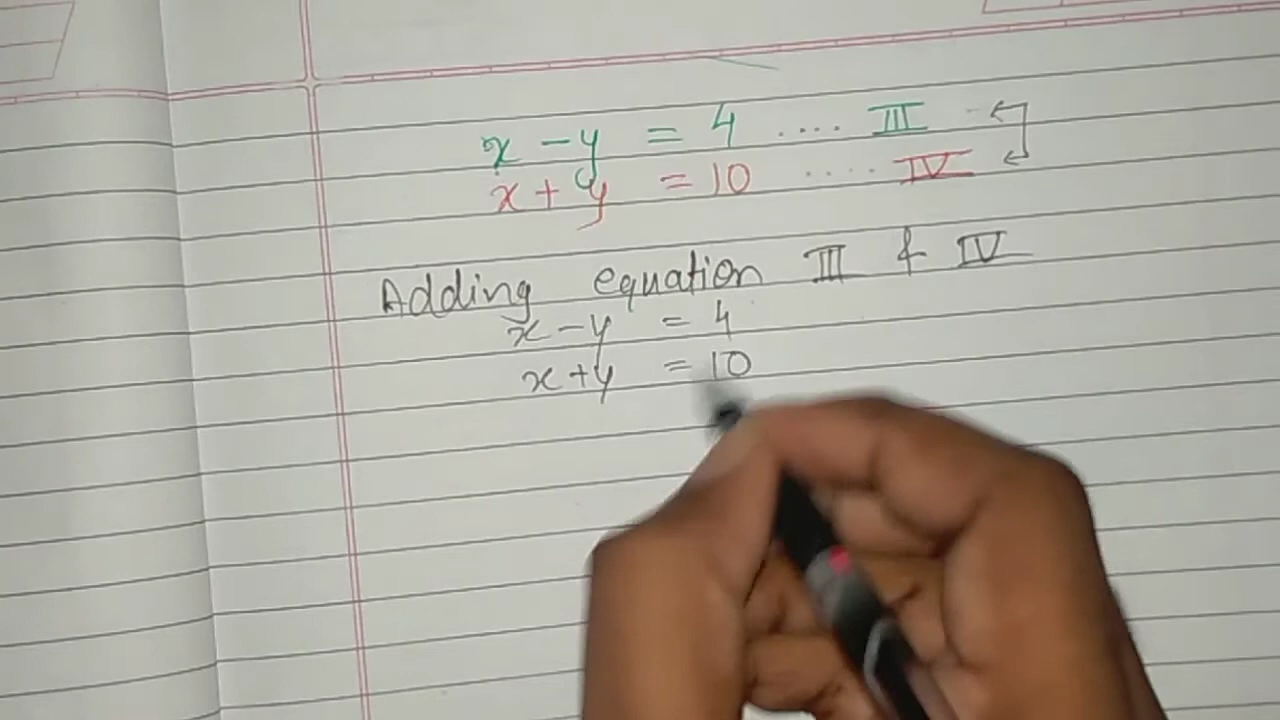 x - y = 4 .... III
x + y = 10 .... IV
Adding equation III & IV
x - y = 4
x + y = 10